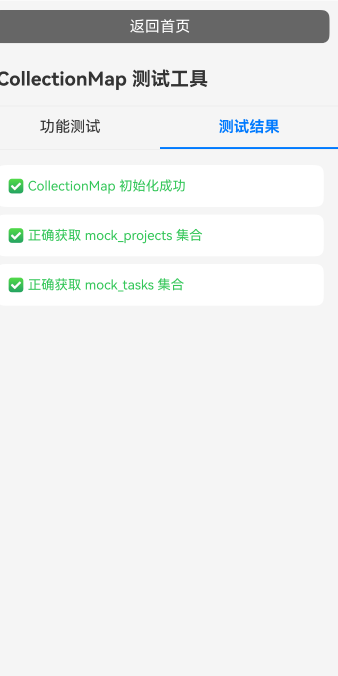 返回首页
CollectionMap 测试工具
功能测试
测试结果
✅ CollectionMap 初始化成功
✅ 正确获取 mock_projects 集合
✅ 正确获取 mock_tasks 集合